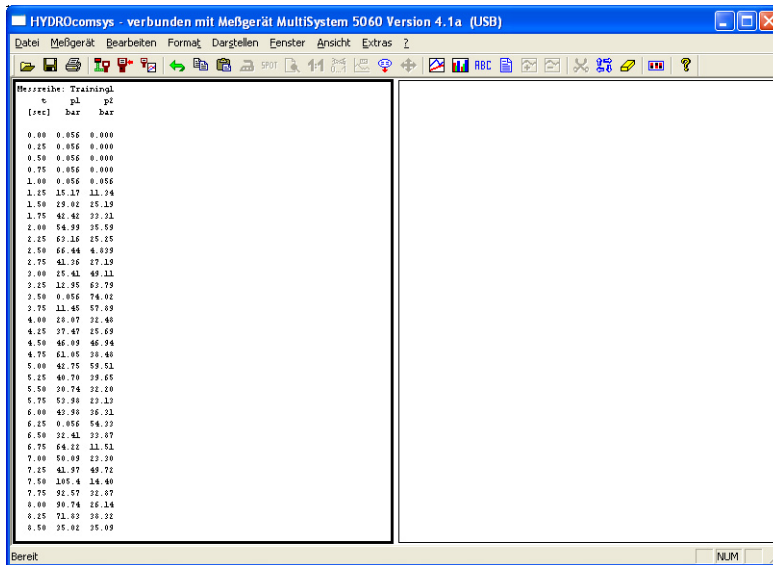 HYDROcomsys - verbunden mit Meßgerät MultiSystem 5060 Version 4.1a (USB)
Datei Meßgerät Bearbeiten Format Darstellen Fenster Ansicht Extras ?
SPOT 1:1 ABC ?
Messreihe: Training1
t p1 p2
[sec] bar bar
0.00 0.056 0.000
0.25 0.056 0.000
0.50 0.056 0.000
0.75 0.056 0.000
1.00 0.056 0.056
1.25 15.17 11.34
1.50 29.02 25.19
1.75 42.42 33.31
2.00 54.99 35.59
2.25 63.16 25.25
2.50 66.44 4.839
2.75 41.36 27.19
3.00 25.41 49.11
3.25 12.95 63.79
3.50 0.056 74.02
3.75 11.45 57.89
4.00 28.07 32.48
4.25 37.47 25.69
4.50 46.09 46.94
4.75 61.05 38.48
5.00 42.75 59.51
5.25 40.70 39.65
5.50 30.74 32.20
5.75 53.98 23.13
6.00 43.98 36.31
6.25 0.056 54.33
6.50 32.41 33.87
6.75 64.22 11.51
7.00 50.09 23.30
7.25 41.97 49.72
7.50 105.4 14.40
7.75 92.57 32.87
8.00 90.74 26.14
8.25 71.83 38.32
8.50 35.02 35.09
Bereit NUM